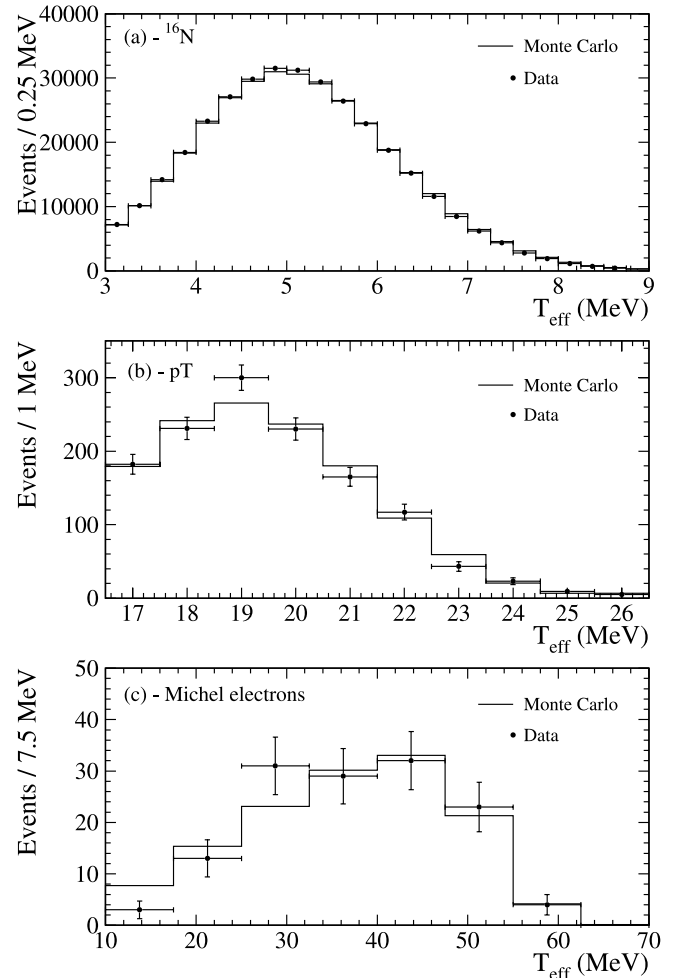 (a) - ¹⁶N
Monte Carlo
Data
Events / 0.25 MeV
40000
30000
20000
10000
0
3 4 5 6 7 8 9
T_eff (MeV)
(b) - pT
Monte Carlo
Data
Events / 1 MeV
300
200
100
0
17 18 19 20 21 22 23 24 25 26
T_eff (MeV)
(c) - Michel electrons
Monte Carlo
Data
Events / 7.5 MeV
50
40
30
20
10
0
10 20 30 40 50 60 70
T_eff (MeV)